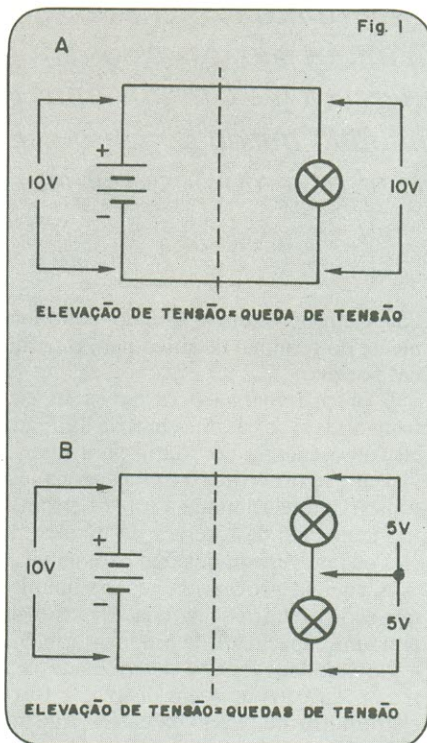 Fig. 1
A
+
10V
10V
−
ELEVAÇÃO DE TENSÃO = QUEDA DE TENSÃO
B
+
5V
10V
−
5V
ELEVAÇÃO DE TENSÃO = QUEDAS DE TENSÃO